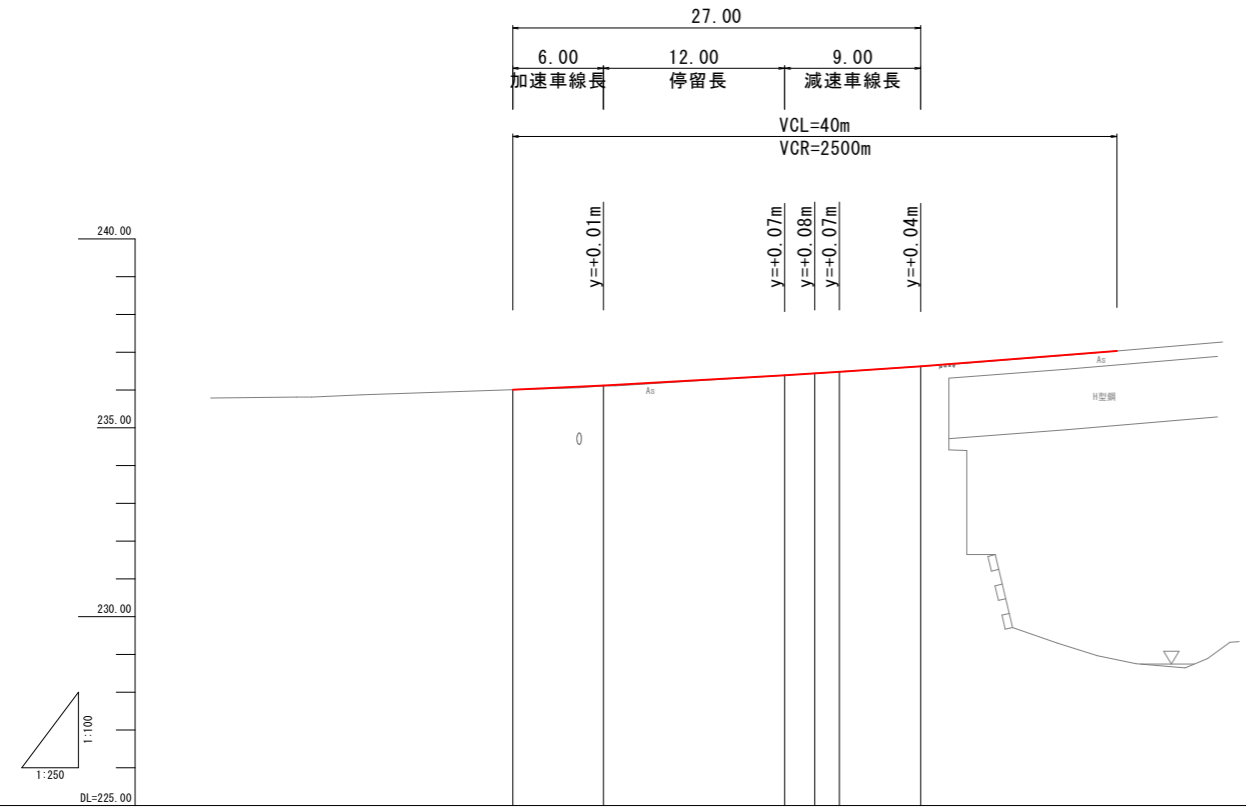 27.00
6.00 12.00 9.00
加速車線長 停留長 減速車線長
VCL=40m
VCR=2500m
y=+0.01m
y=+0.07m
y=+0.08m
y=+0.07m
y=+0.04m
240.00
As
As
H型鋼
235.00
230.00
1:100
1:250
DL=225.00